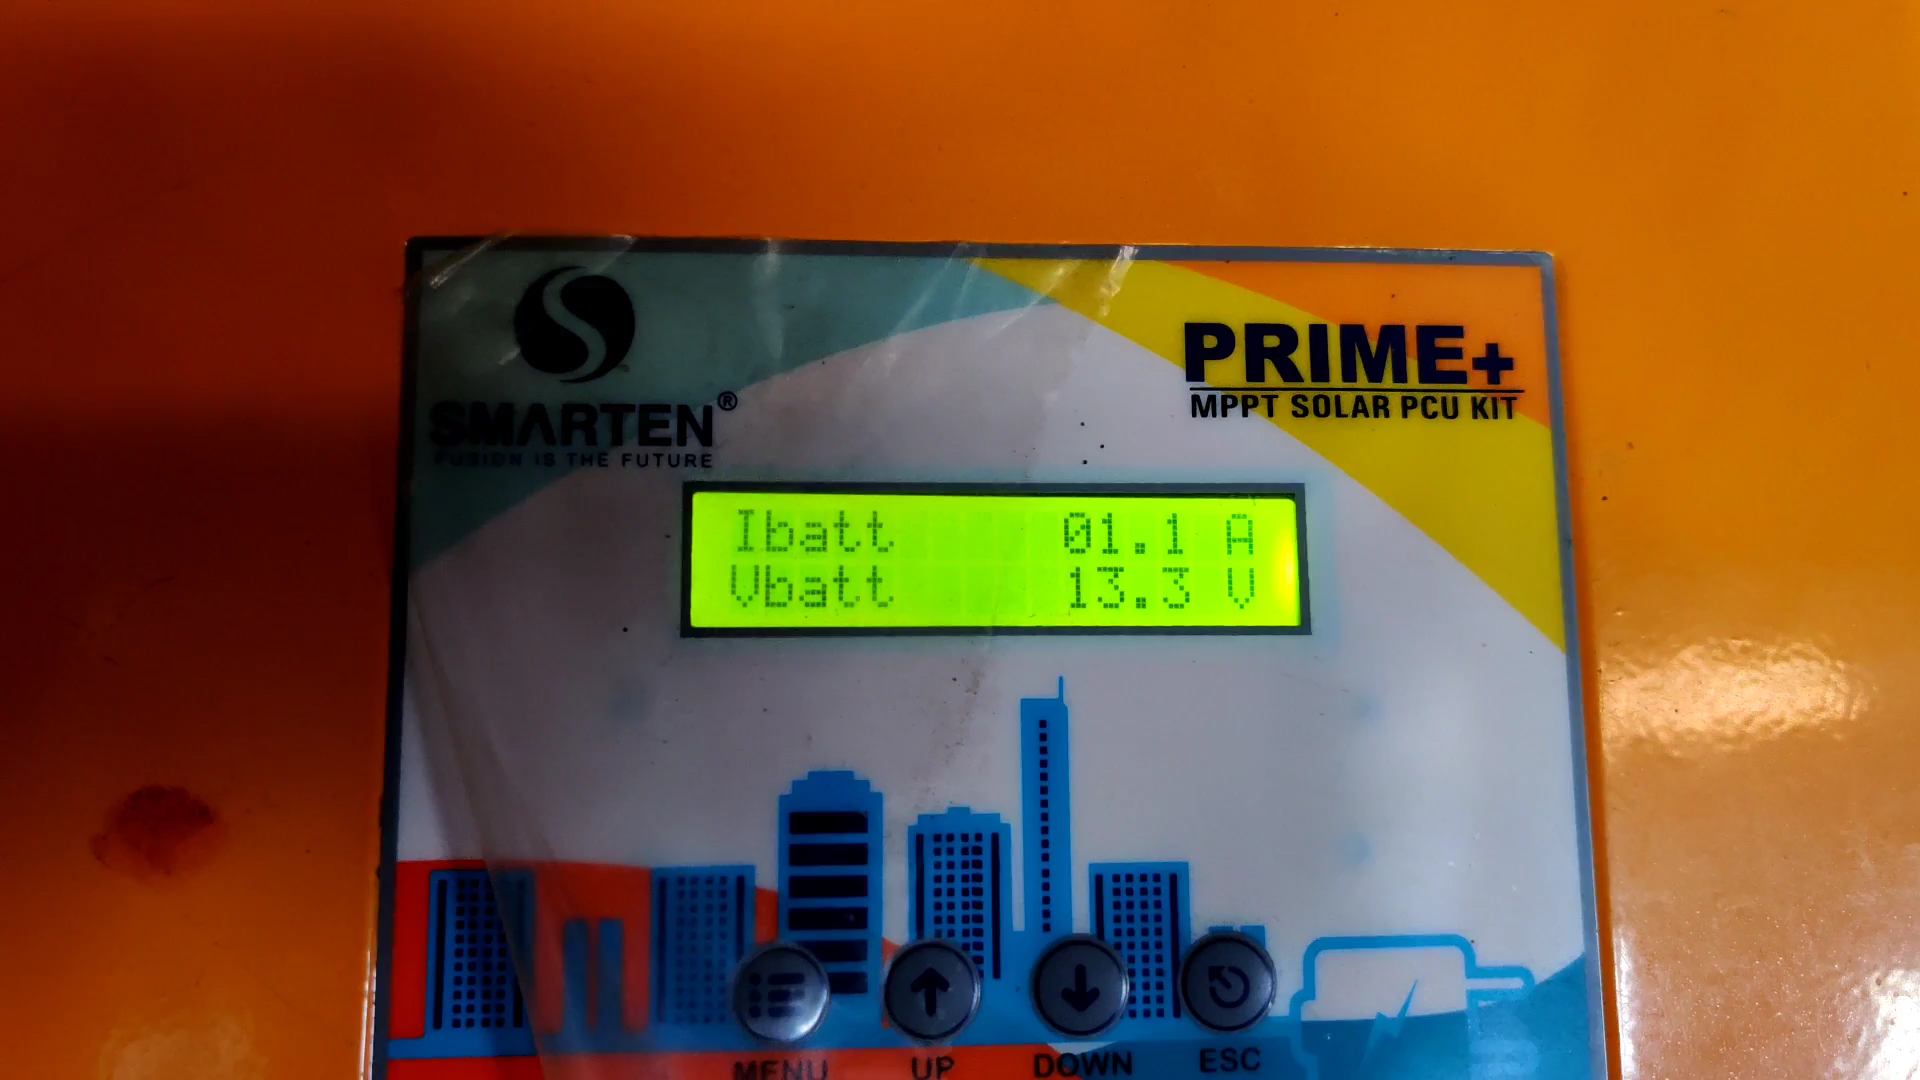 SMARTEN®
FUSION IS THE FUTURE
PRIME+
MPPT SOLAR PCU KIT
Ibatt 01.1 A
Vbatt 13.3 V
MENU UP DOWN ESC